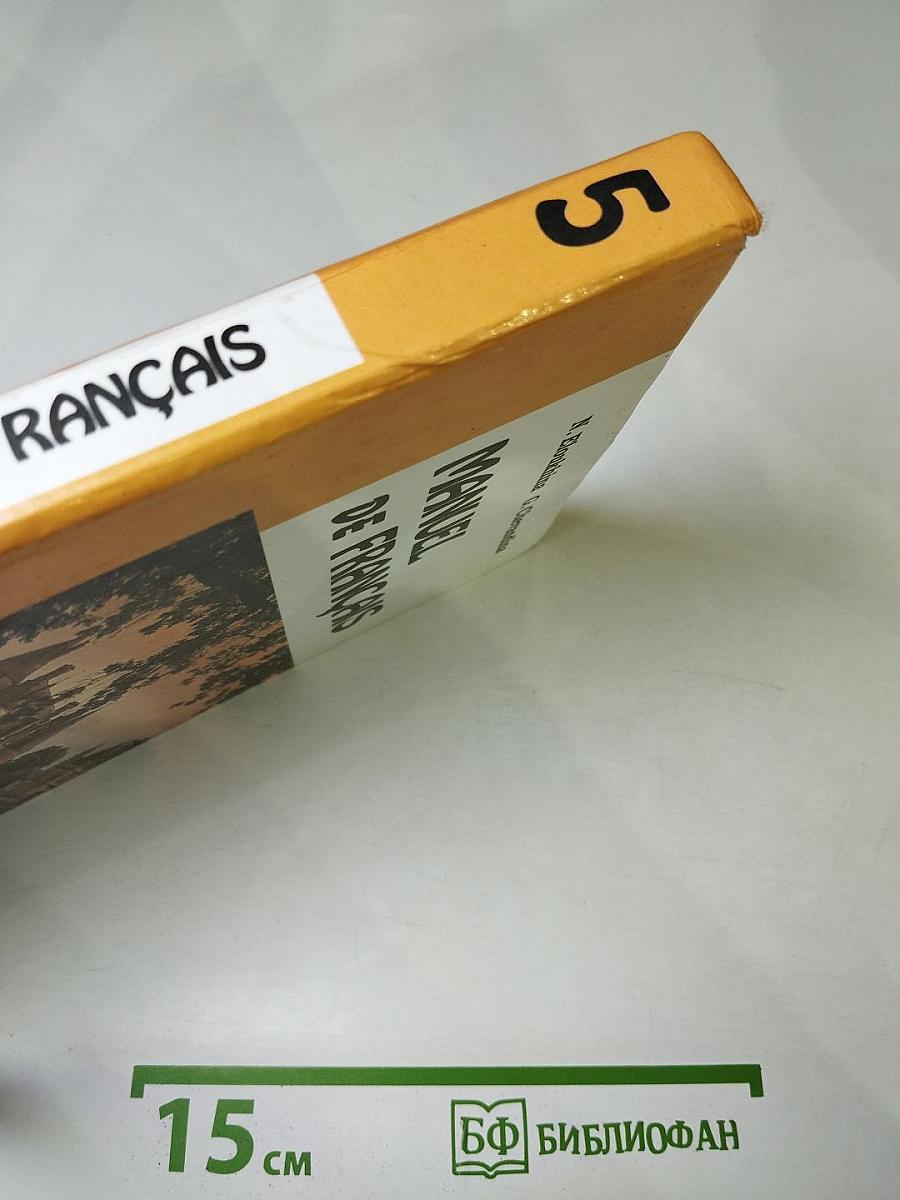 5
RANÇAIS
N. G.
MANUEL
DE FRANÇAIS
15 см
БФ БИБЛИОФАН